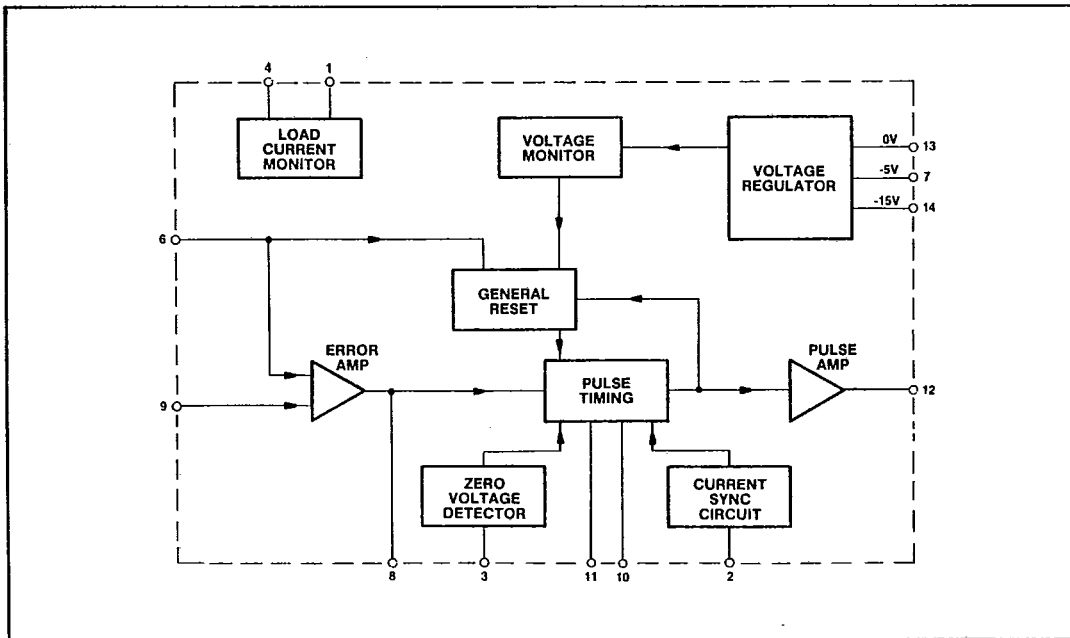 4 1
LOAD
CURRENT
MONITOR
VOLTAGE
MONITOR
VOLTAGE
REGULATOR
0V 13
-5V 7
-15V 14
6
GENERAL
RESET
ERROR
AMP
PULSE
TIMING
PULSE
AMP
9
12
ZERO
VOLTAGE
DETECTOR
CURRENT
SYNC
CIRCUIT
8 3 11 10 2